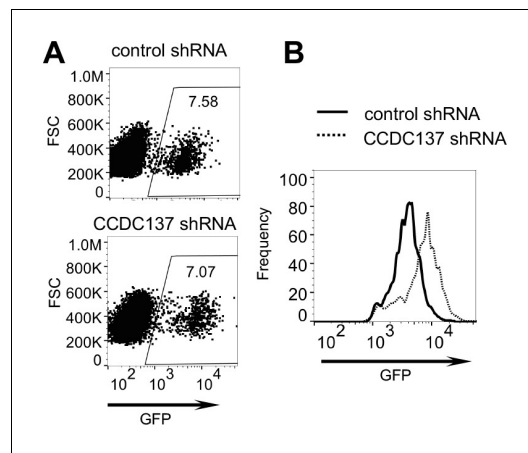 A
control shRNA
1.0M
800K
600K
400K
200K
0
FSC
7.58
CCDC137 shRNA
1.0M
800K
600K
400K
200K
0
FSC
7.07
10² 10³ 10⁴
GFP
B
control shRNA
CCDC137 shRNA
100
80
60
40
20
0
Frequency
10² 10³ 10⁴
GFP